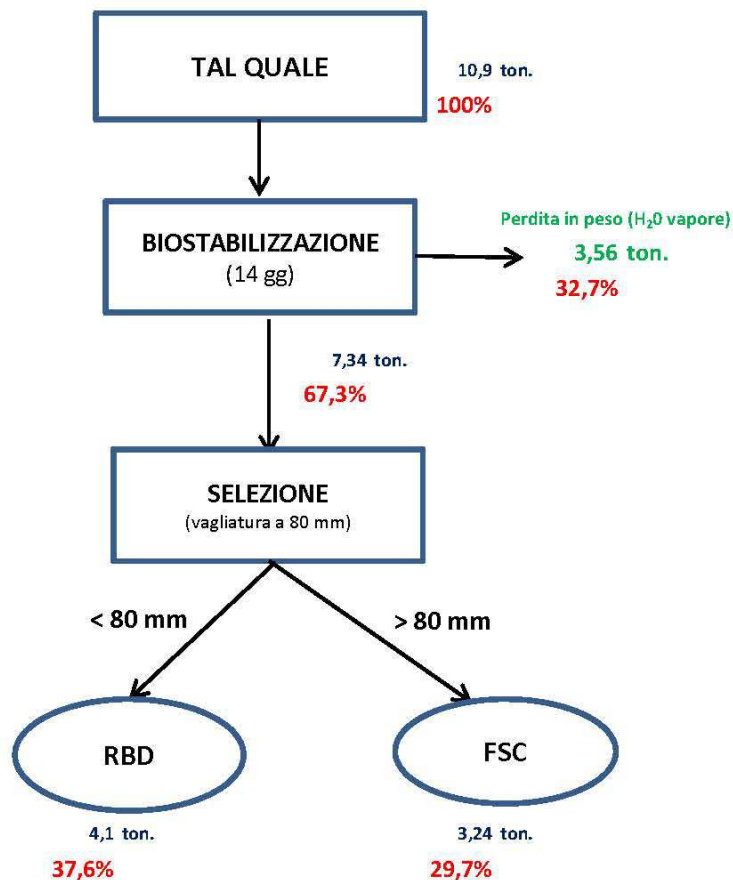 TAL QUALE
10,9 ton.
100%
BIOSTABILIZZAZIONE
(14 gg)
Perdita in peso (H₂0 vapore)
3,56 ton.
32,7%
7,34 ton.
67,3%
SELEZIONE
(vagliatura a 80 mm)
< 80 mm
> 80 mm
RBD
FSC
4,1 ton.
37,6%
3,24 ton.
29,7%